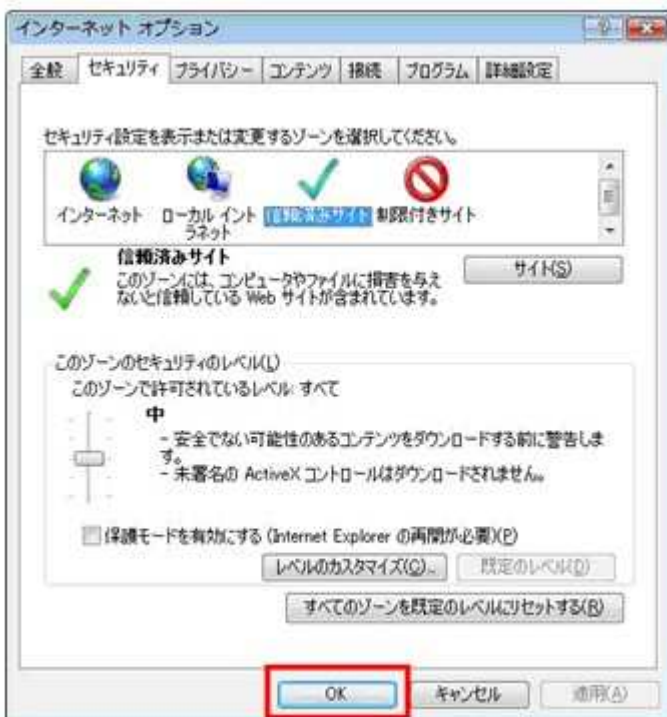 インターネット オプション
全般 セキュリティ プライバシー コンテンツ 接続 プログラム 詳細設定
セキュリティ設定を表示または変更するゾーンを選択してください。
インターネット ローカル イント 信頼済みサイト 制限付きサイト
ラネット
信頼済みサイト
サイト(S)
このゾーンには、コンピュータやファイルに損害を与え
ないと信頼している Web サイトが含まれています。
このゾーンのセキュリティのレベル(L)
このゾーンで許可されているレベル: すべて
中
- 安全でない可能性のあるコンテンツをダウンロードする前に警告しま
す。
- 未署名の ActiveX コントロールはダウンロードされません。
保護モードを有効にする (Internet Explorer の再開が必要)(P)
レベルのカスタマイズ(C)... 既定のレベル(D)
すべてのゾーンを既定のレベルにリセットする(R)
OK キャンセル 適用(A)